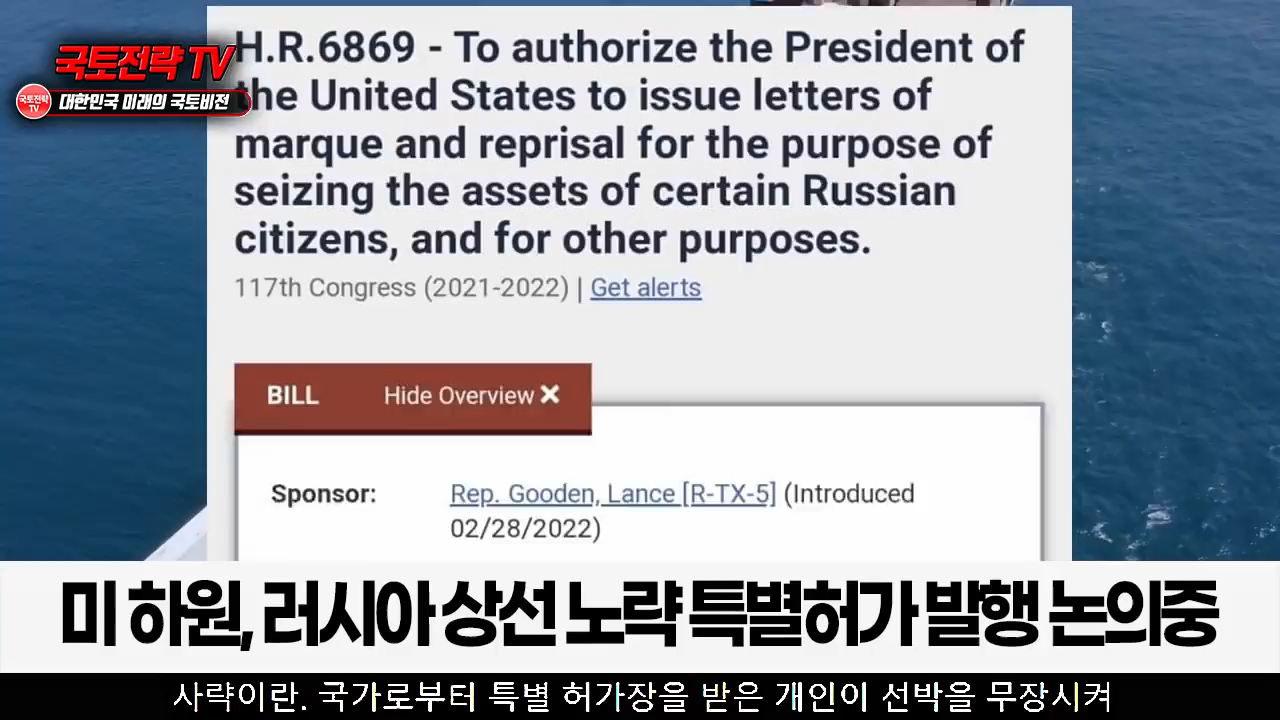 국토전략 TV
국토전략
TV
대한민국 미래의 국토비전
H.R.6869 - To authorize the President of
the United States to issue letters of
marque and reprisal for the purpose of
seizing the assets of certain Russian
citizens, and for other purposes.
117th Congress (2021-2022) | Get alerts
BILL Hide Overview ✕
Sponsor: Rep. Gooden, Lance [R-TX-5] (Introduced
02/28/2022)
미 하원, 러시아 상선 노략 특별허가 발행 논의중
사략이란. 국가로부터 특별 허가장을 받은 개인이 선박을 무장시켜